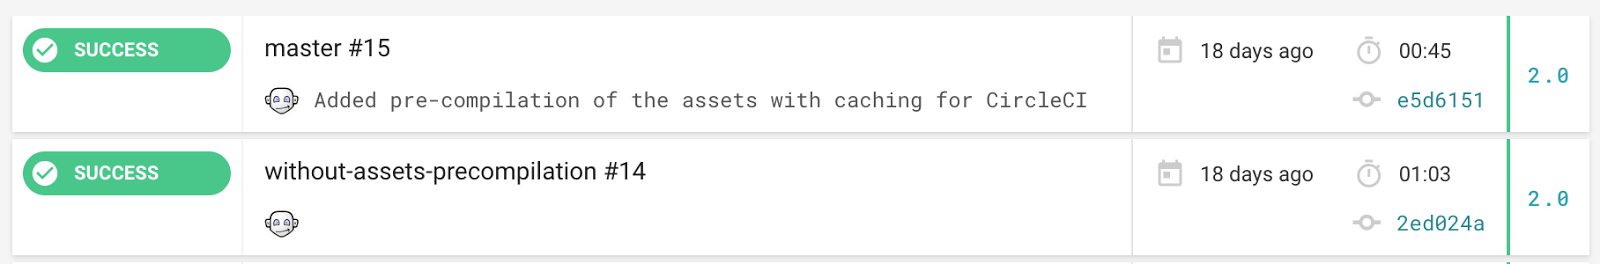 SUCCESS
master #15
18 days ago
00:45
2.0
Added pre-compilation of the assets with caching for CircleCI
e5d6151
SUCCESS
without-assets-precompilation #14
18 days ago
01:03
2.0
2ed024a